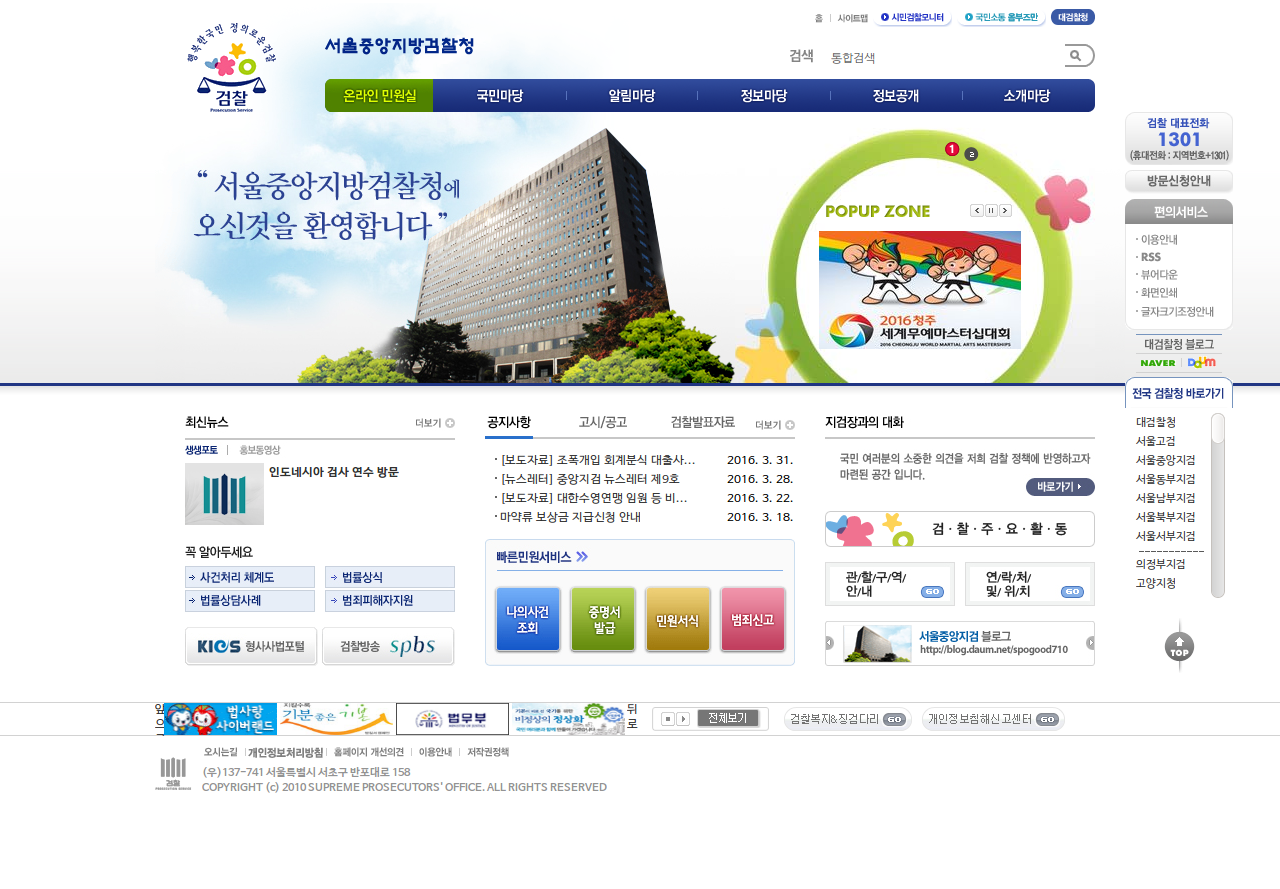 홈 | 사이트맵 시민검찰모니터 국민소통 옴부즈만 대검찰청
행복한국민 정의로운검찰
검찰
Prosecution Service
서울중앙지방검찰청
검색 통합검색
온라인 민원실 국민마당 알림마당 정보마당 정보공개 소개마당
“ 서울중앙지방검찰청에
오신것을 환영합니다 ”
1 2
POPUP ZONE
2016 청주
세계무예마스터십대회
2016 CHEONGJU WORLD MARTIAL ARTS MASTERSHIPS
검찰 대표전화
1301
(휴대전화 : 지역번호+1301)
방문신청안내
편의서비스
· 이용안내
· RSS
· 뷰어다운
· 화면인쇄
· 글자크기조정안내
대검찰청 블로그
NAVER | Daum
전국 검찰청 바로가기
대검찰청
서울고검
서울중앙지검
서울동부지검
서울남부지검
서울북부지검
서울서부지검
-----------
의정부지검
고양지청
TOP
최신뉴스 더보기
생생포토 | 홍보동영상
인도네시아 검사 연수 방문
꼭 알아두세요
사건처리 체계도 법률상식
법률상담사례 범죄피해자지원
KICS 형사사법포털 검찰방송 spbs
공지사항 고시/공고 검찰발표자료 더보기
· [보도자료] 조폭개입 회계분식 대출사... 2016. 3. 31.
· [뉴스레터] 중앙지검 뉴스레터 제9호 2016. 3. 28.
· [보도자료] 대한수영연맹 임원 등 비... 2016. 3. 22.
· 마약류 보상금 지급신청 안내 2016. 3. 18.
빠른민원서비스
나의사건
조회
증명서
발급
민원서식
범죄신고
지검장과의 대화
국민 여러분의 소중한 의견을 저희 검찰 정책에 반영하고자
마련된 공간 입니다.
바로가기
검 · 찰 · 주 · 요 · 활 · 동
관/할/구/역/
안/내 GO
연/락/처/
및/ 위/치 GO
서울중앙지검 블로그
http://blog.daum.net/spogood710
앞
으
법사랑
사이버랜드
기분 좋은 기본
법무부
MINISTRY OF JUSTICE
비정상의 정상화
뒤
로
전체보기
검찰복지&징검다리 GO
개인정보침해신고센터 GO
오시는길 | 개인정보처리방침 | 홈페이지 개선의견 | 이용안내 | 저작권정책
검찰
PROSECUTION SERVICE
(우)137-741 서울특별시 서초구 반포대로 158
COPYRIGHT (c) 2010 SUPREME PROSECUTORS' OFFICE. ALL RIGHTS RESERVED